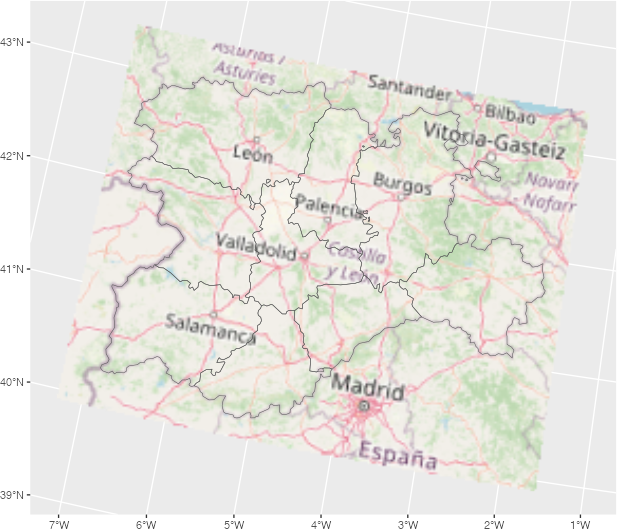 43°N
42°N
41°N
40°N
39°N
Asturias /
Asturies
Santander
Bilbao
Vitoria-Gasteiz
León
Navarr
Nafarr
Burgos
Palencia
Valladolid
Castilla
y León
Salamanca
Madrid
España
7°W
6°W
5°W
4°W
3°W
2°W
1°W